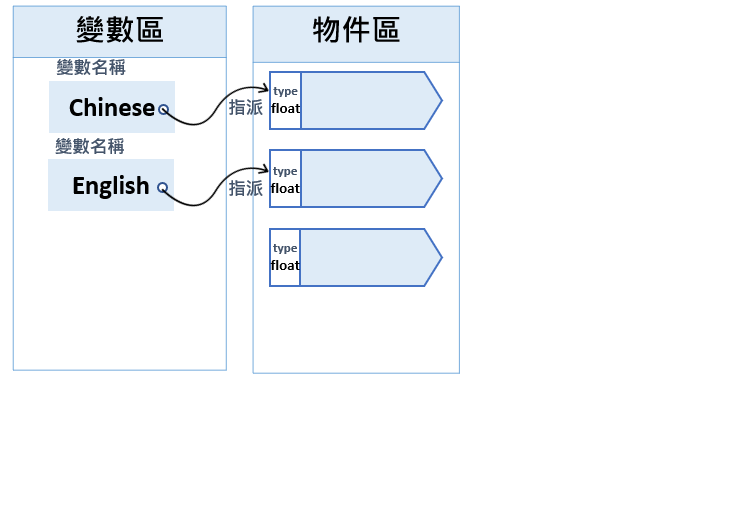 變數區
變數名稱
Chinese
變數名稱
English
指派
指派
物件區
type
float
type
float
type
float